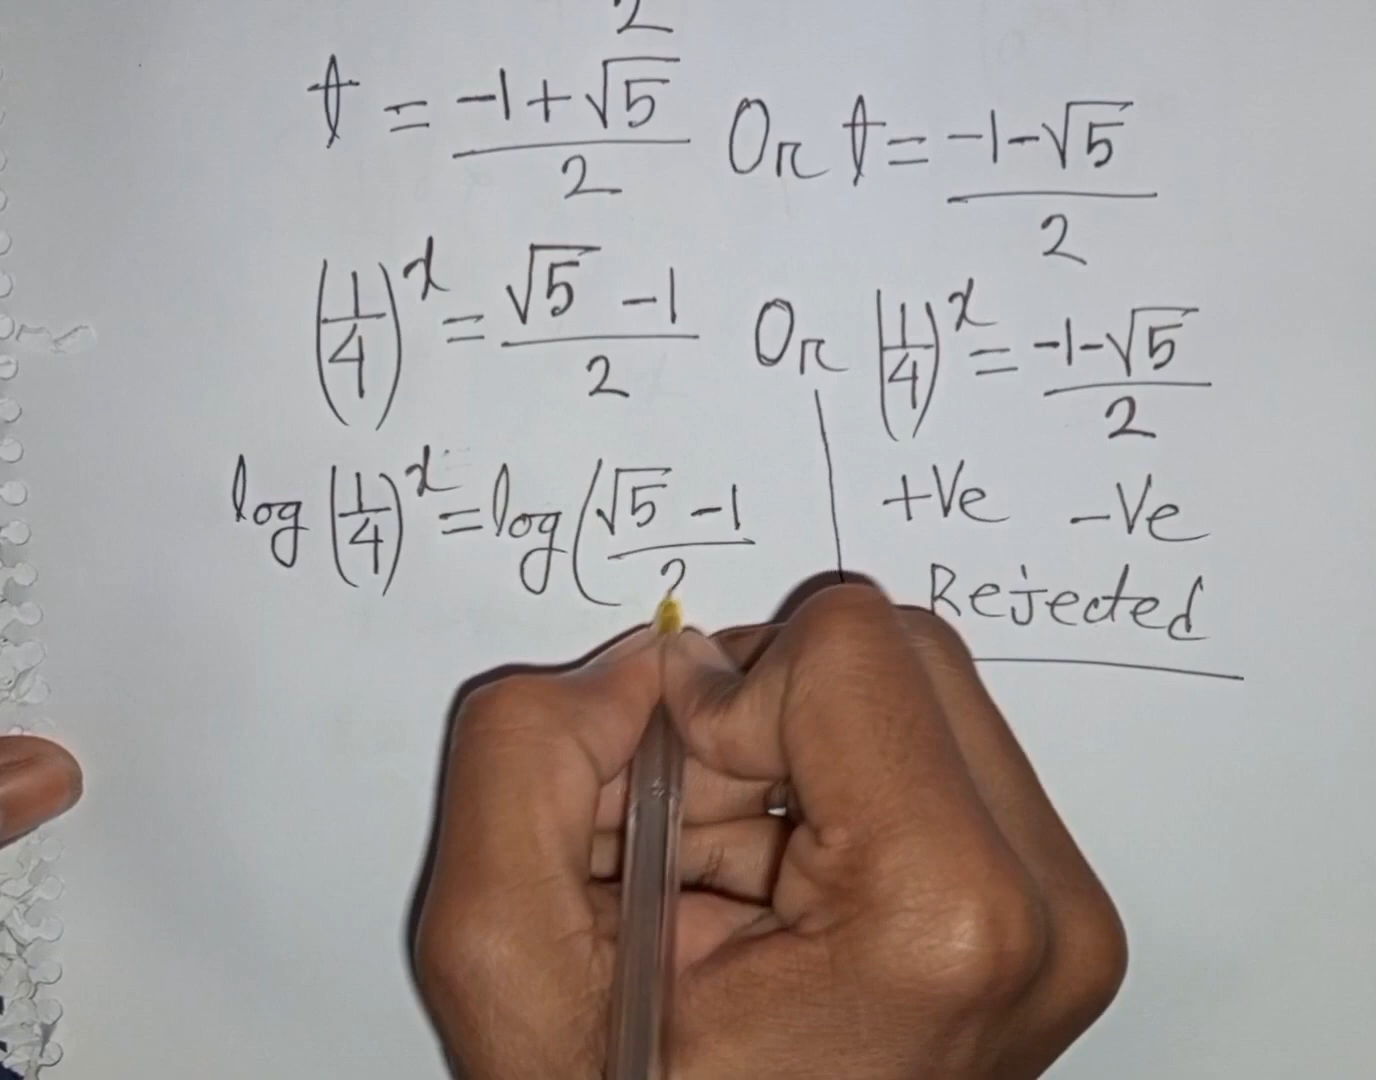 2
t = (-1+√5)/2 Or t = (-1-√5)/2
(1/4)^x = (√5 -1)/2 Or (1/4)^x = (-1-√5)/2
log (1/4)^x = log ((√5 -1)/2
+Ve -Ve
Rejected